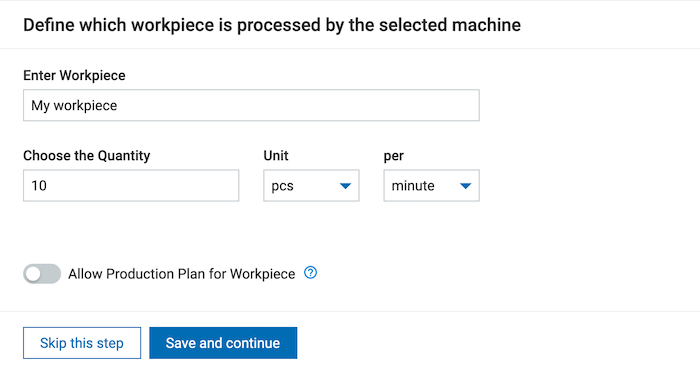 Define which workpiece is processed by the selected machine
Enter Workpiece
My workpiece
Choose the Quantity Unit per
10 pcs minute
Allow Production Plan for Workpiece ?
Skip this step Save and continue